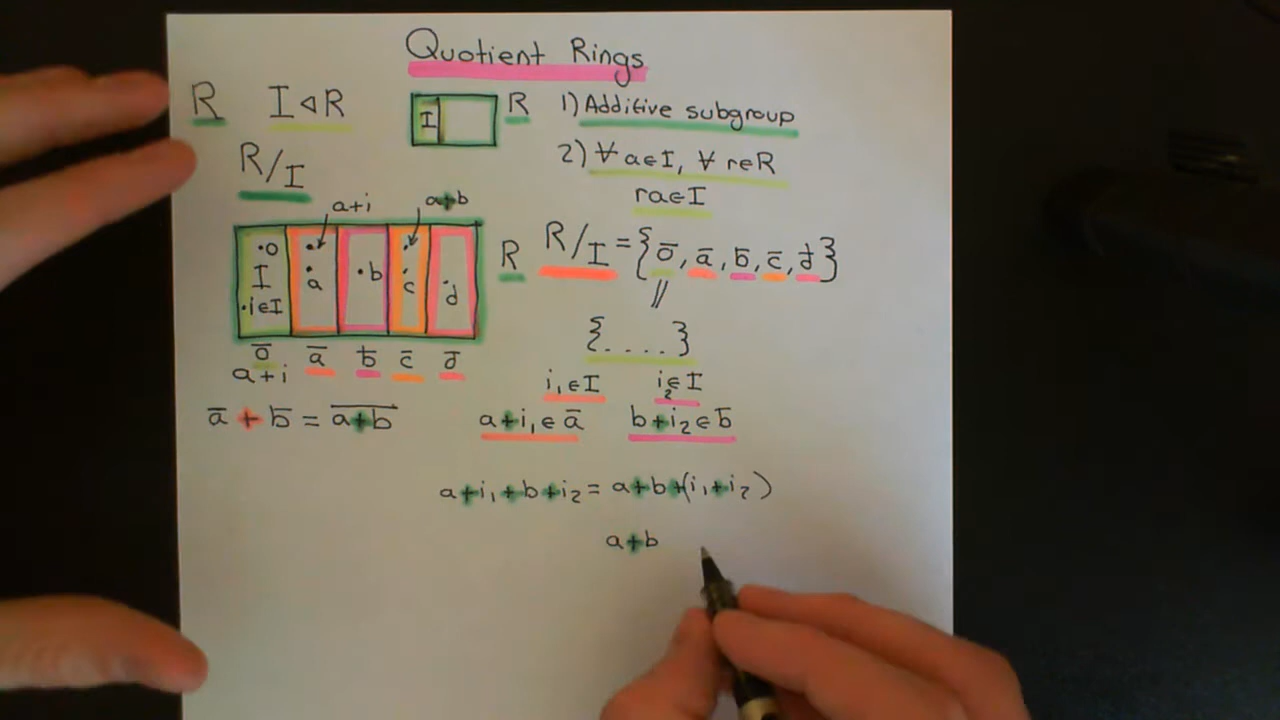 Quotient Rings
R I ◁ R
I R
1) Additive subgroup
2) ∀ a∈I, ∀ r∈R
ra∈I
R/I
a+i a+b
·0 I ·i∈I
a b c d
R
R/I = {0̄, ā, b̄, c̄, d̄}
//
{. . . .}
0̄ ā b̄ c̄ d̄
a+i
i₁∈I i₂∈I
ā + b̄ = \overline{a+b}
a+i₁∈ā b+i₂∈b̄
a+i₁+b+i₂ = a+b+(i₁+i₂)
a+b